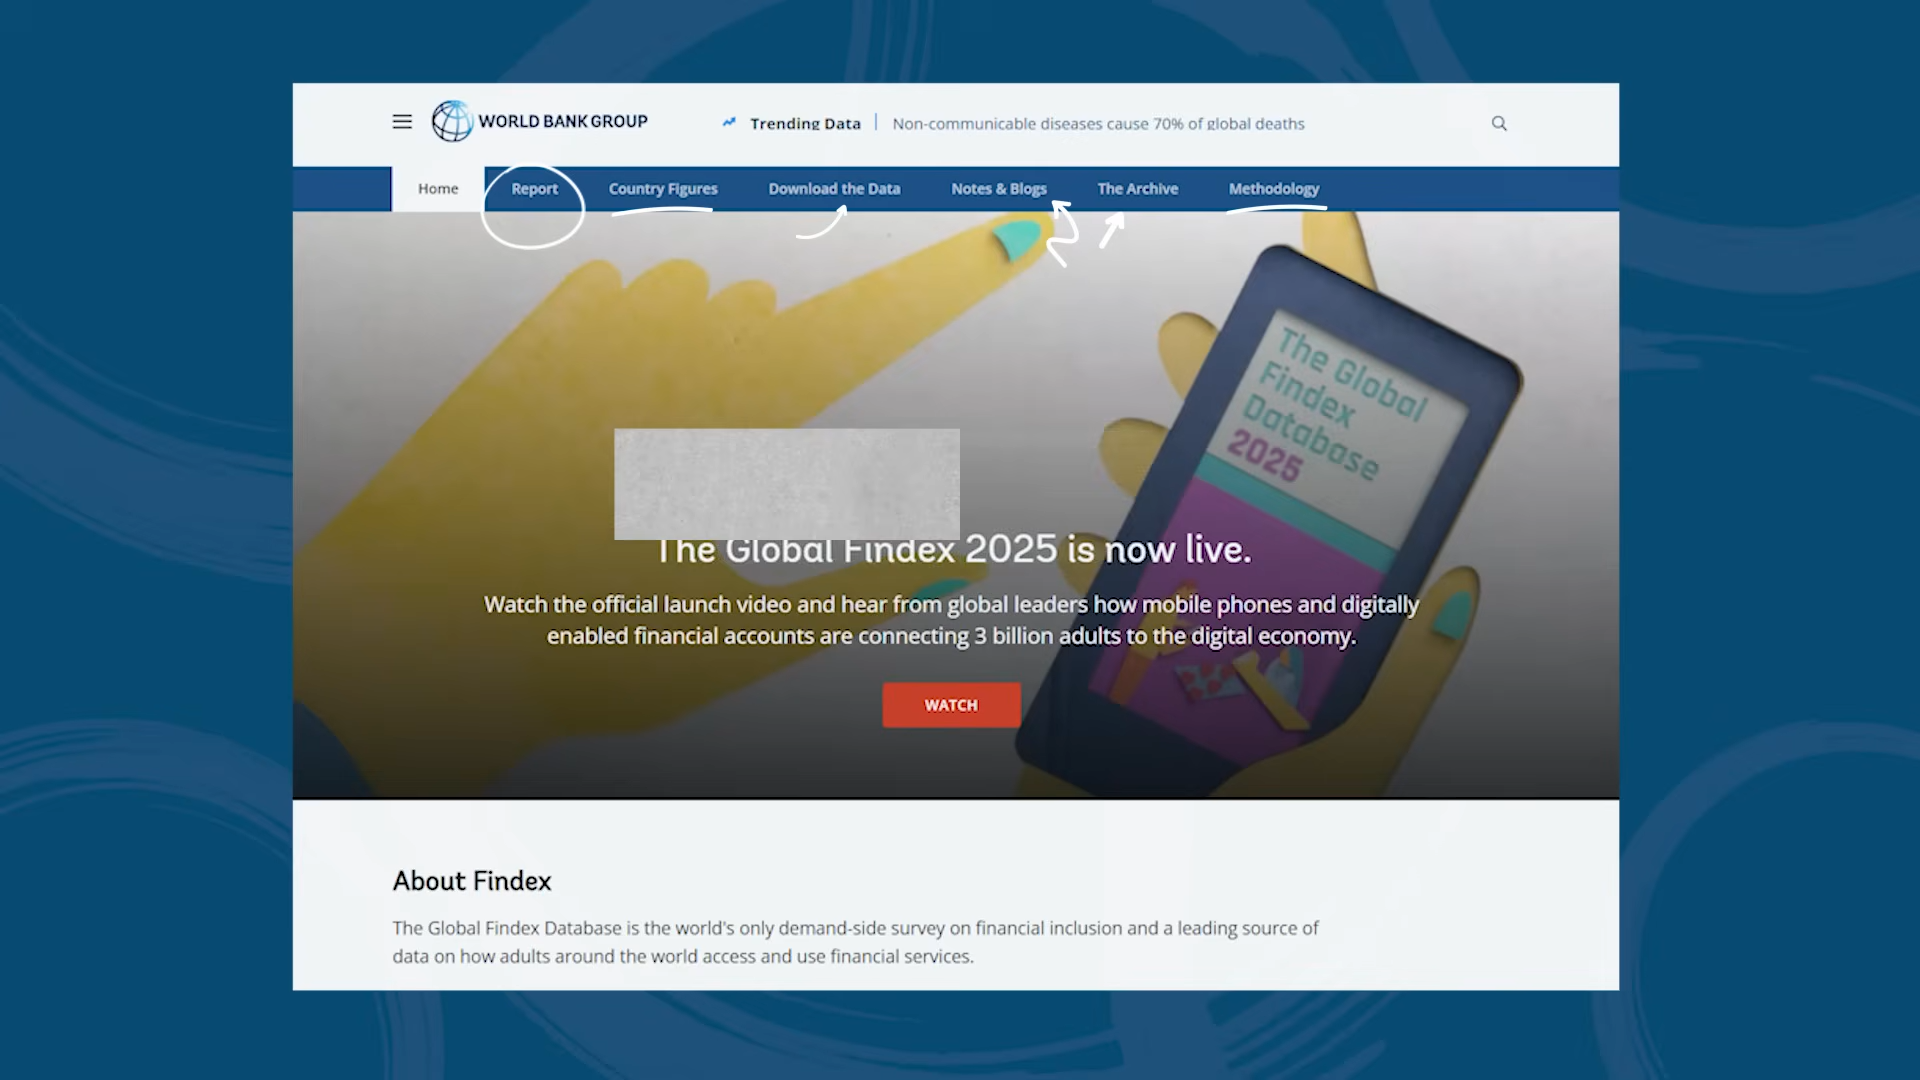 WORLD BANK GROUP
Trending Data
Non-communicable diseases cause 70% of global deaths
Home
Report
Country Figures
Download the Data
Notes & Blogs
The Archive
Methodology
The Global
Findex
Database
2025
The Global Findex 2025 is now live.
Watch the official launch video and hear from global leaders how mobile phones and digitally
enabled financial accounts are connecting 3 billion adults to the digital economy.
WATCH
About Findex
The Global Findex Database is the world's only demand-side survey on financial inclusion and a leading source of
data on how adults around the world access and use financial services.